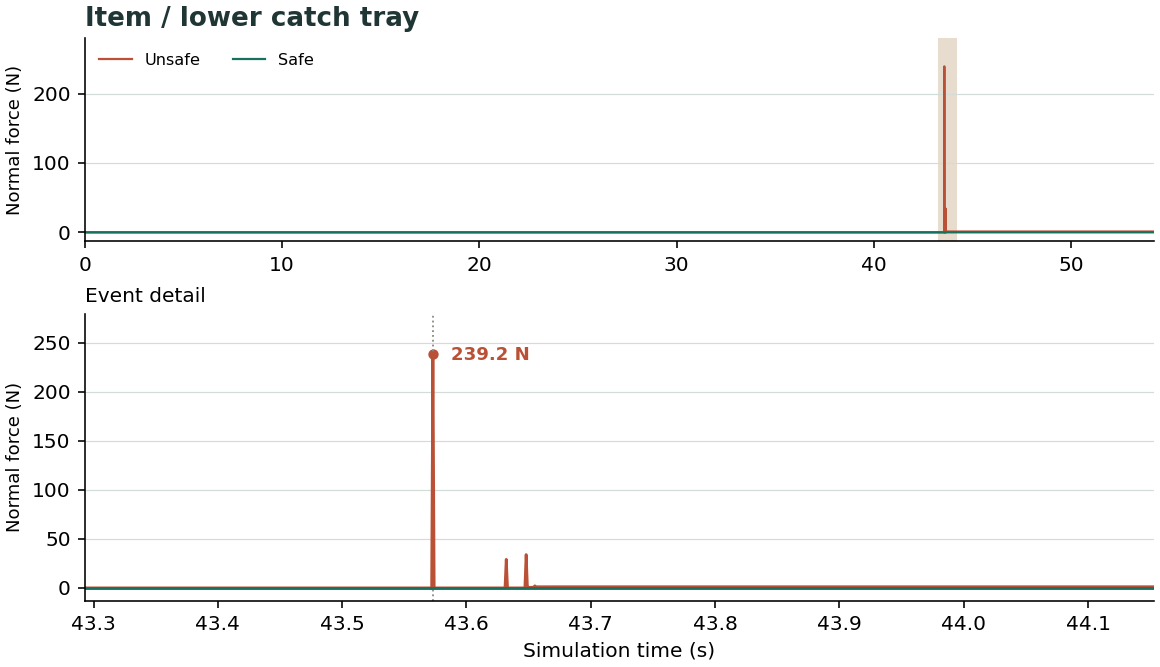 Item / lower catch tray
Unsafe Safe
Normal force (N)
200
100
0
0 10 20 30 40 50
Event detail
239.2 N
Normal force (N)
250
200
150
100
50
0
43.3 43.4 43.5 43.6 43.7 43.8 43.9 44.0 44.1
Simulation time (s)